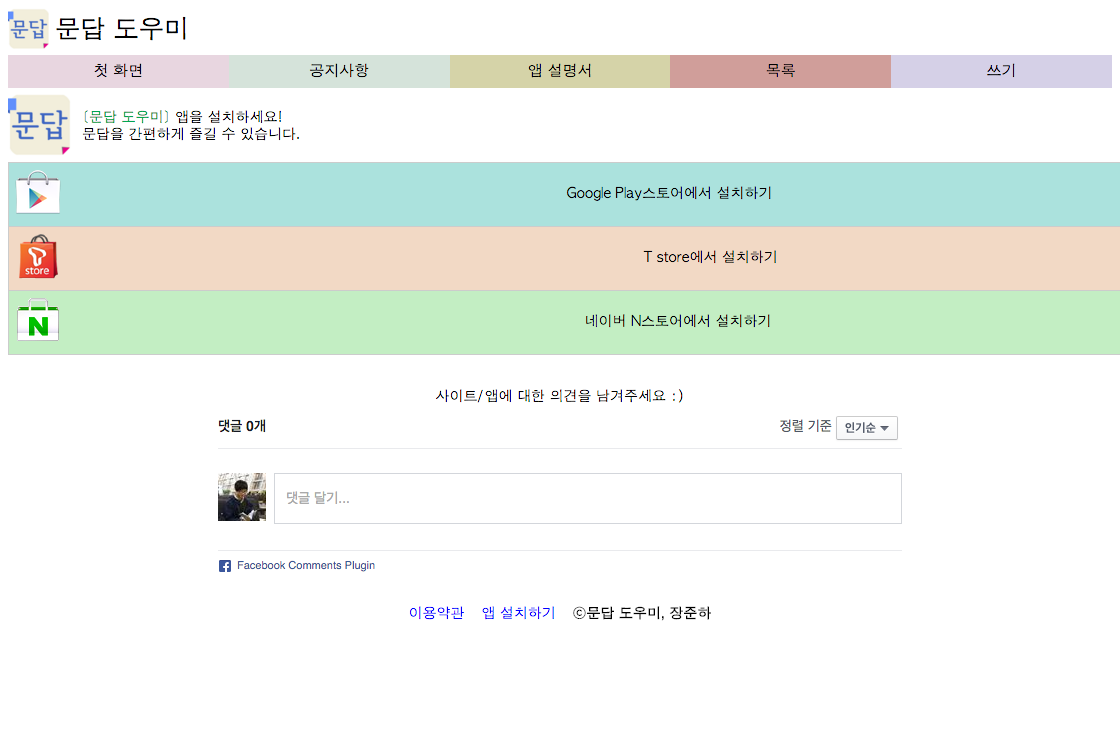 문답 문답 도우미
첫 화면 공지사항 앱 설명서 목록 쓰기
문답 [문답 도우미] 앱을 설치하세요!
문답을 간편하게 즐길 수 있습니다.
Google Play스토어에서 설치하기
T store에서 설치하기
store
네이버 N스토어에서 설치하기
N
사이트/앱에 대한 의견을 남겨주세요 :)
댓글 0개 정렬 기준 인기순
댓글 달기...
Facebook Comments Plugin
이용약관 앱 설치하기 ⓒ문답 도우미, 장준하